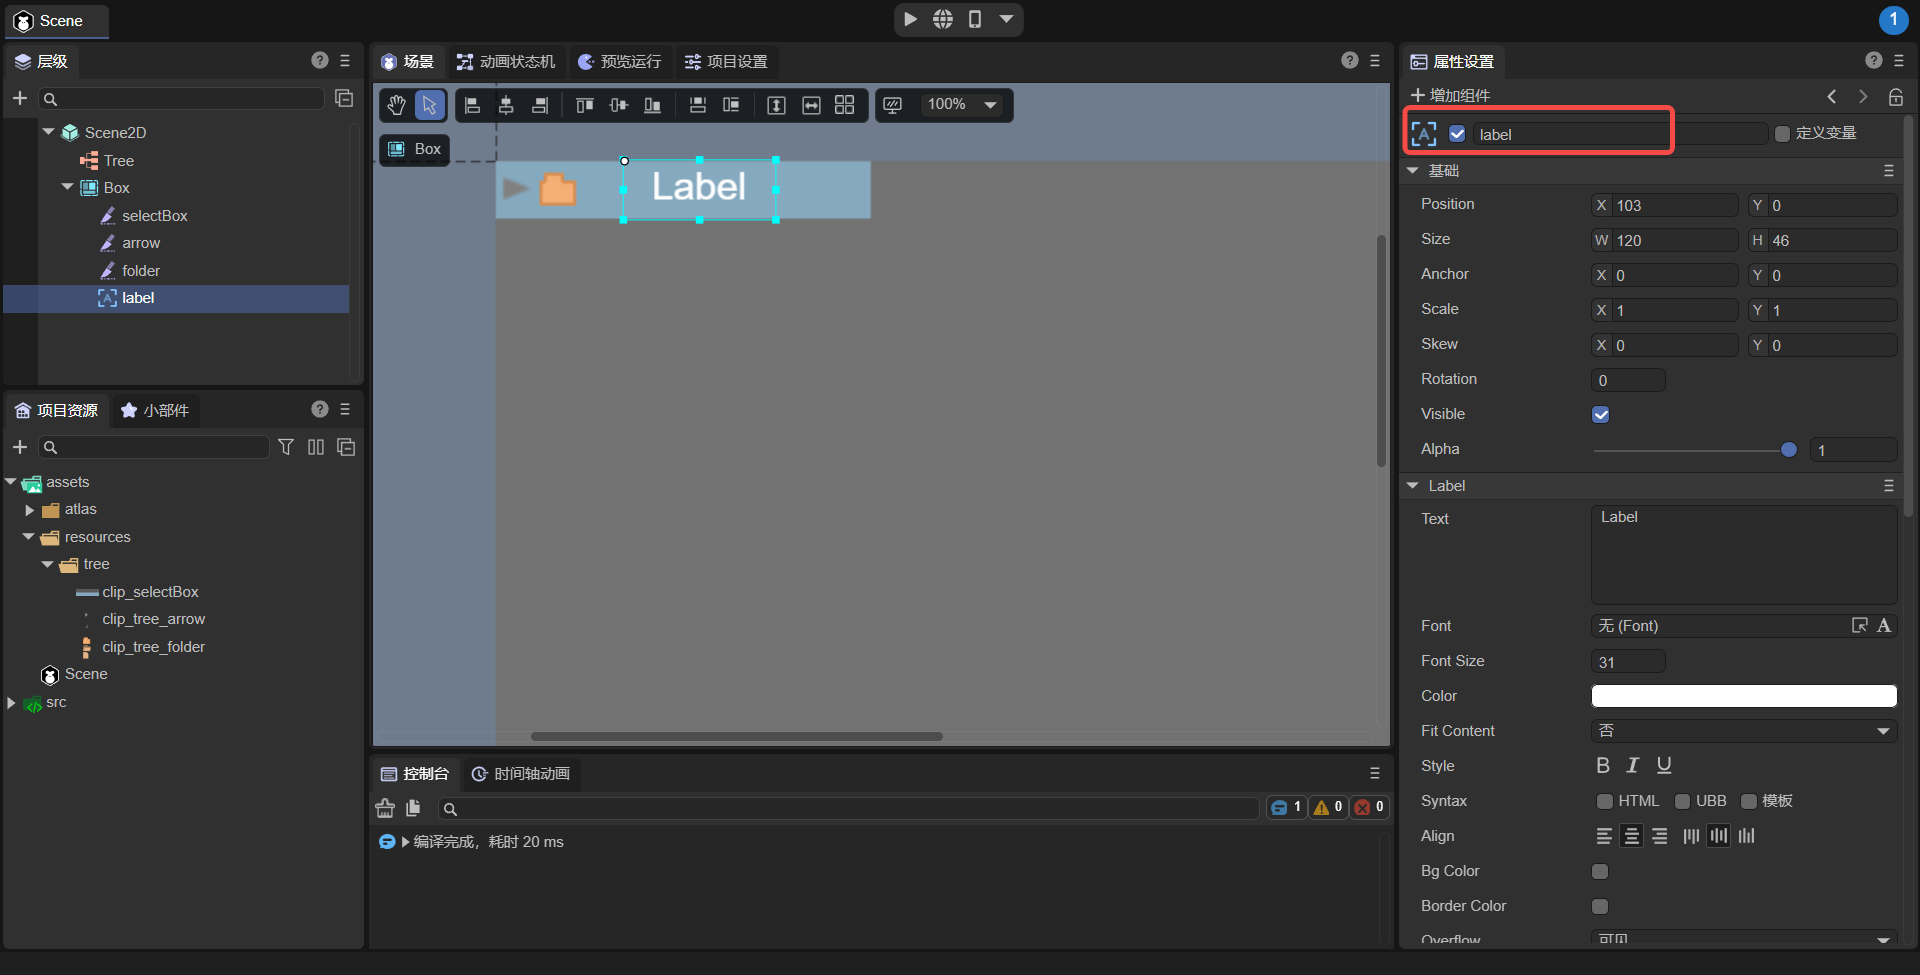 Scene
1
层级
Scene2D
Tree
Box
selectBox
arrow
folder
label
项目资源
小部件
assets
atlas
resources
tree
clip_selectBox
clip_tree_arrow
clip_tree_folder
Scene
src
场景
动画状态机
预览运行
项目设置
100%
Box
Label
控制台
时间轴动画
1
0
0
编译完成，耗时 20 ms
属性设置
增加组件
label
定义变量
基础
Position X 103 Y 0
Size W 120 H 46
Anchor X 0 Y 0
Scale X 1 Y 1
Skew X 0 Y 0
Rotation 0
Visible
Alpha 1
Label
Text Label
Font 无 (Font)
Font Size 31
Color
Fit Content 否
Style B I U
Syntax HTML UBB 模板
Align
Bg Color
Border Color
Overflow 可见